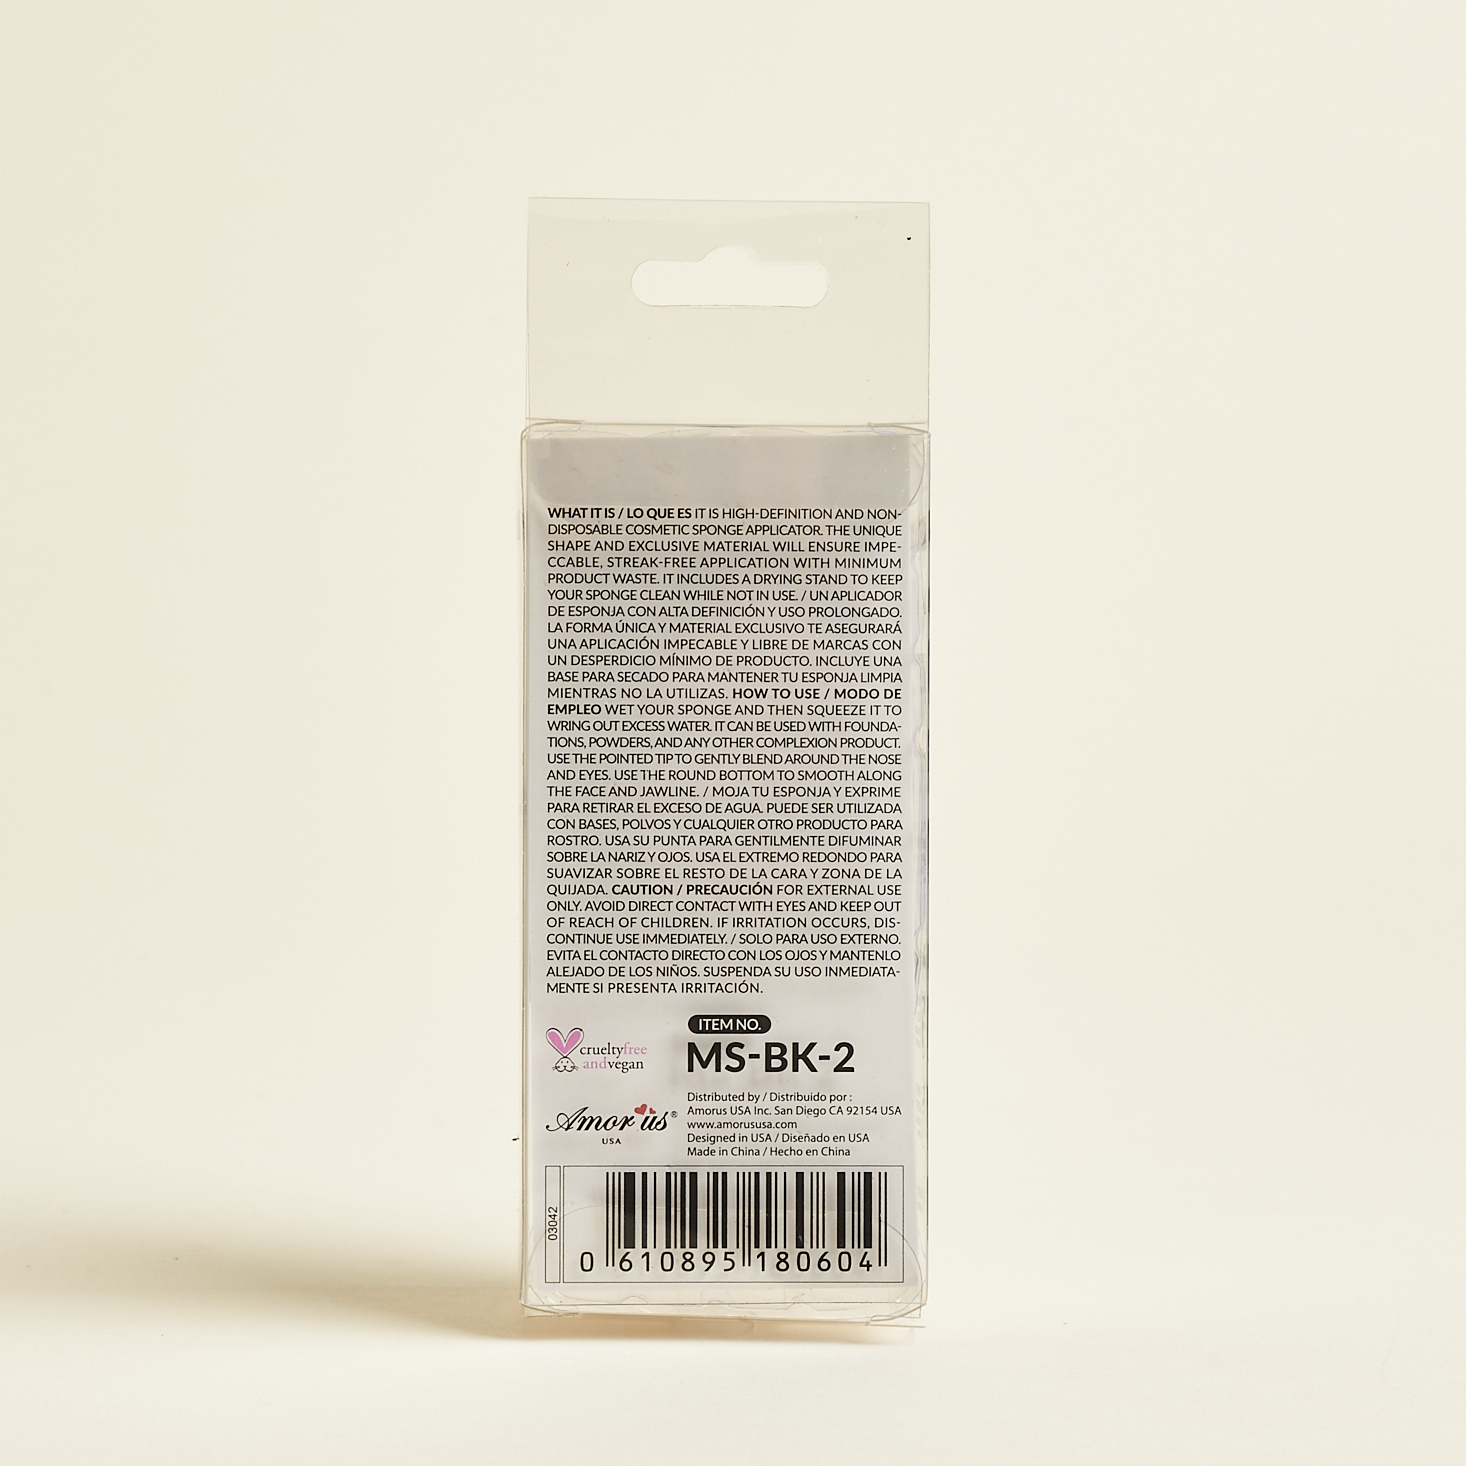 WHAT IT IS / LO QUE ES IT IS HIGH-DEFINITION AND NON-
DISPOSABLE COSMETIC SPONGE APPLICATOR. THE UNIQUE
SHAPE AND EXCLUSIVE MATERIAL WILL ENSURE IMPE-
CCABLE, STREAK-FREE APPLICATION WITH MINIMUM
PRODUCT WASTE. IT INCLUDES A DRYING STAND TO KEEP
YOUR SPONGE CLEAN WHILE NOT IN USE. / UN APLICADOR
DE ESPONJA CON ALTA DEFINICIÓN Y USO PROLONGADO.
LA FORMA ÚNICA Y MATERIAL EXCLUSIVO TE ASEGURARÁ
UNA APLICACIÓN IMPECABLE Y LIBRE DE MARCAS CON
UN DESPERDICIO MÍNIMO DE PRODUCTO. INCLUYE UNA
BASE PARA SECADO PARA MANTENER TU ESPONJA LIMPIA
MIENTRAS NO LA UTILIZAS. HOW TO USE / MODO DE
EMPLEO WET YOUR SPONGE AND THEN SQUEEZE IT TO
WRING OUT EXCESS WATER. IT CAN BE USED WITH FOUNDA-
TIONS, POWDERS, AND ANY OTHER COMPLEXION PRODUCT.
USE THE POINTED TIP TO GENTLY BLEND AROUND THE NOSE
AND EYES. USE THE ROUND BOTTOM TO SMOOTH ALONG
THE FACE AND JAWLINE. / MOJA TU ESPONJA Y EXPRIME
PARA RETIRAR EL EXCESO DE AGUA. PUEDE SER UTILIZADA
CON BASES, POLVOS Y CUALQUIER OTRO PRODUCTO PARA
ROSTRO. USA SU PUNTA PARA GENTILMENTE DIFUMINAR
SOBRE LA NARIZ Y OJOS. USA EL EXTREMO REDONDO PARA
SUAVIZAR SOBRE EL RESTO DE LA CARA Y ZONA DE LA
QUIJADA. CAUTION / PRECAUCIÓN FOR EXTERNAL USE
ONLY. AVOID DIRECT CONTACT WITH EYES AND KEEP OUT
OF REACH OF CHILDREN. IF IRRITATION OCCURS, DIS-
CONTINUE USE IMMEDIATELY. / SOLO PARA USO EXTERNO.
EVITA EL CONTACTO DIRECTO CON LOS OJOS Y MANTENLO
ALEJADO DE LOS NIÑOS. SUSPENDA SU USO INMEDIATA-
MENTE SI PRESENTA IRRITACIÓN.
crueltyfree
andvegan
ITEM NO.
MS-BK-2
Amor us®
USA
Distributed by / Distribuido por :
Amorus USA Inc. San Diego CA 92154 USA
www.amorususa.com
Designed in USA / Diseñado en USA
Made in China / Hecho en China
03042
0 610895 180604